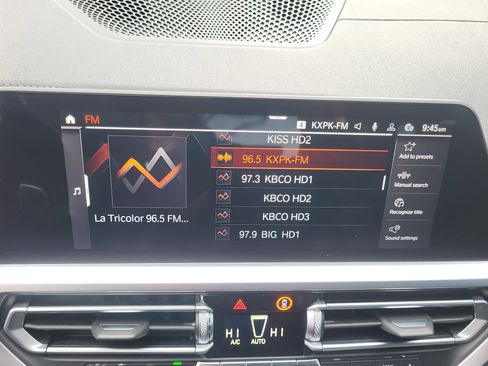 FM
4 KXPK-FM 9:45am
KISS HD2
96.5 KXPK-FM
97.3 KBCO HD1
KBCO HD2
KBCO HD3
97.9 BIG HD1
La Tricolor 96.5 FM...
Add to presets
Manual search
Recognize title
Sound settings
HI HI
A/C AUTO
MAX